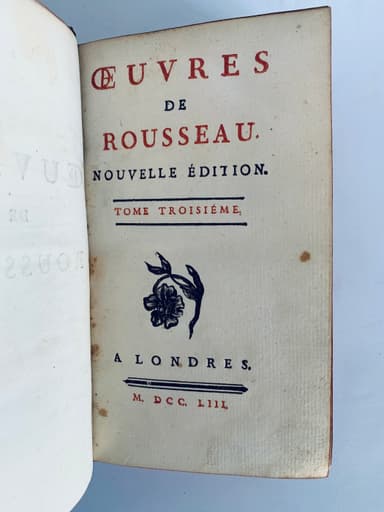 ŒUVRES
DE
ROUSSEAU.
NOUVELLE ÉDITION.
TOME TROISIÉME,
A LONDRES.
M. DCC. LIII.